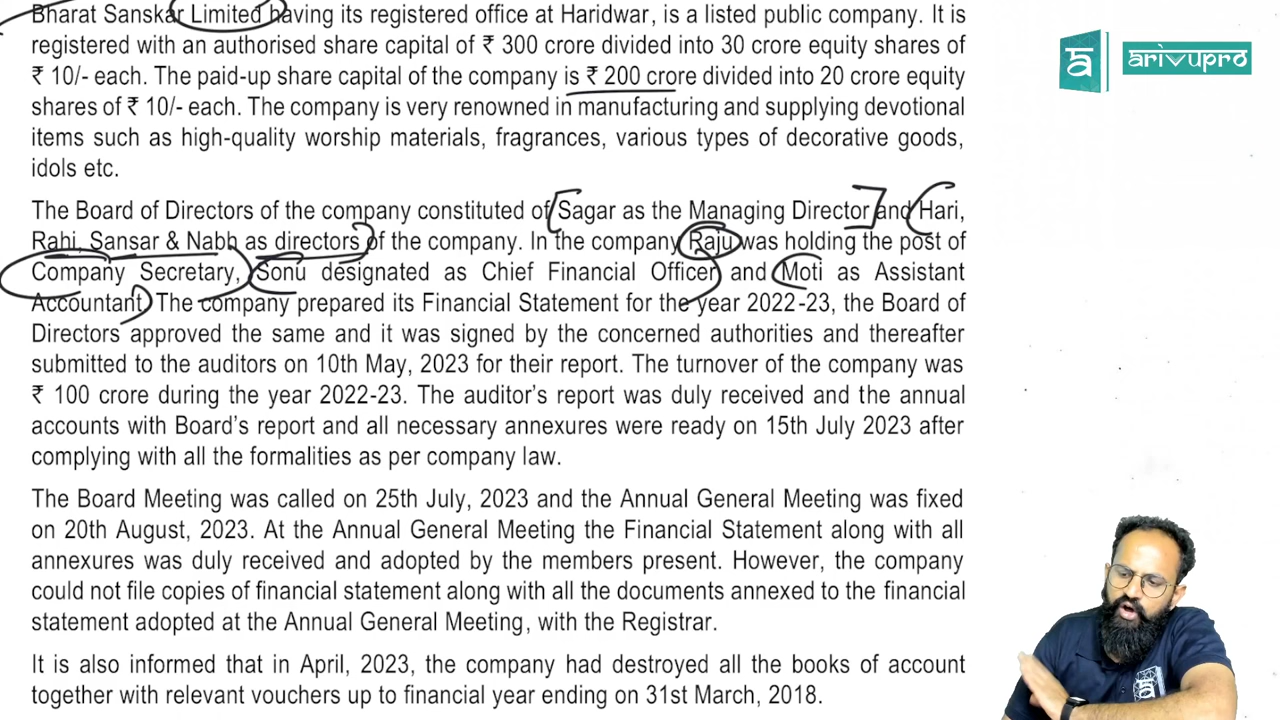 Bharat Sanskar Limited having its registered office at Haridwar, is a listed public company. It is
registered with an authorised share capital of ₹ 300 crore divided into 30 crore equity shares of
₹ 10/- each. The paid-up share capital of the company is ₹ 200 crore divided into 20 crore equity
shares of ₹ 10/- each. The company is very renowned in manufacturing and supplying devotional
items such as high-quality worship materials, fragrances, various types of decorative goods,
idols etc.
The Board of Directors of the company constituted of Sagar as the Managing Director and Hari,
Rahi, Sansar & Nabh as directors of the company. In the company Raju was holding the post of
Company Secretary, Sonu designated as Chief Financial Officer and Moti as Assistant
Accountant. The company prepared its Financial Statement for the year 2022-23, the Board of
Directors approved the same and it was signed by the concerned authorities and thereafter
submitted to the auditors on 10th May, 2023 for their report. The turnover of the company was
₹ 100 crore during the year 2022-23. The auditor's report was duly received and the annual
accounts with Board's report and all necessary annexures were ready on 15th July 2023 after
complying with all the formalities as per company law.
The Board Meeting was called on 25th July, 2023 and the Annual General Meeting was fixed
on 20th August, 2023. At the Annual General Meeting the Financial Statement along with all
annexures was duly received and adopted by the members present. However, the company
could not file copies of financial statement along with all the documents annexed to the financial
statement adopted at the Annual General Meeting, with the Registrar.
It is also informed that in April, 2023, the company had destroyed all the books of account
together with relevant vouchers up to financial year ending on 31st March, 2018.
arivupro